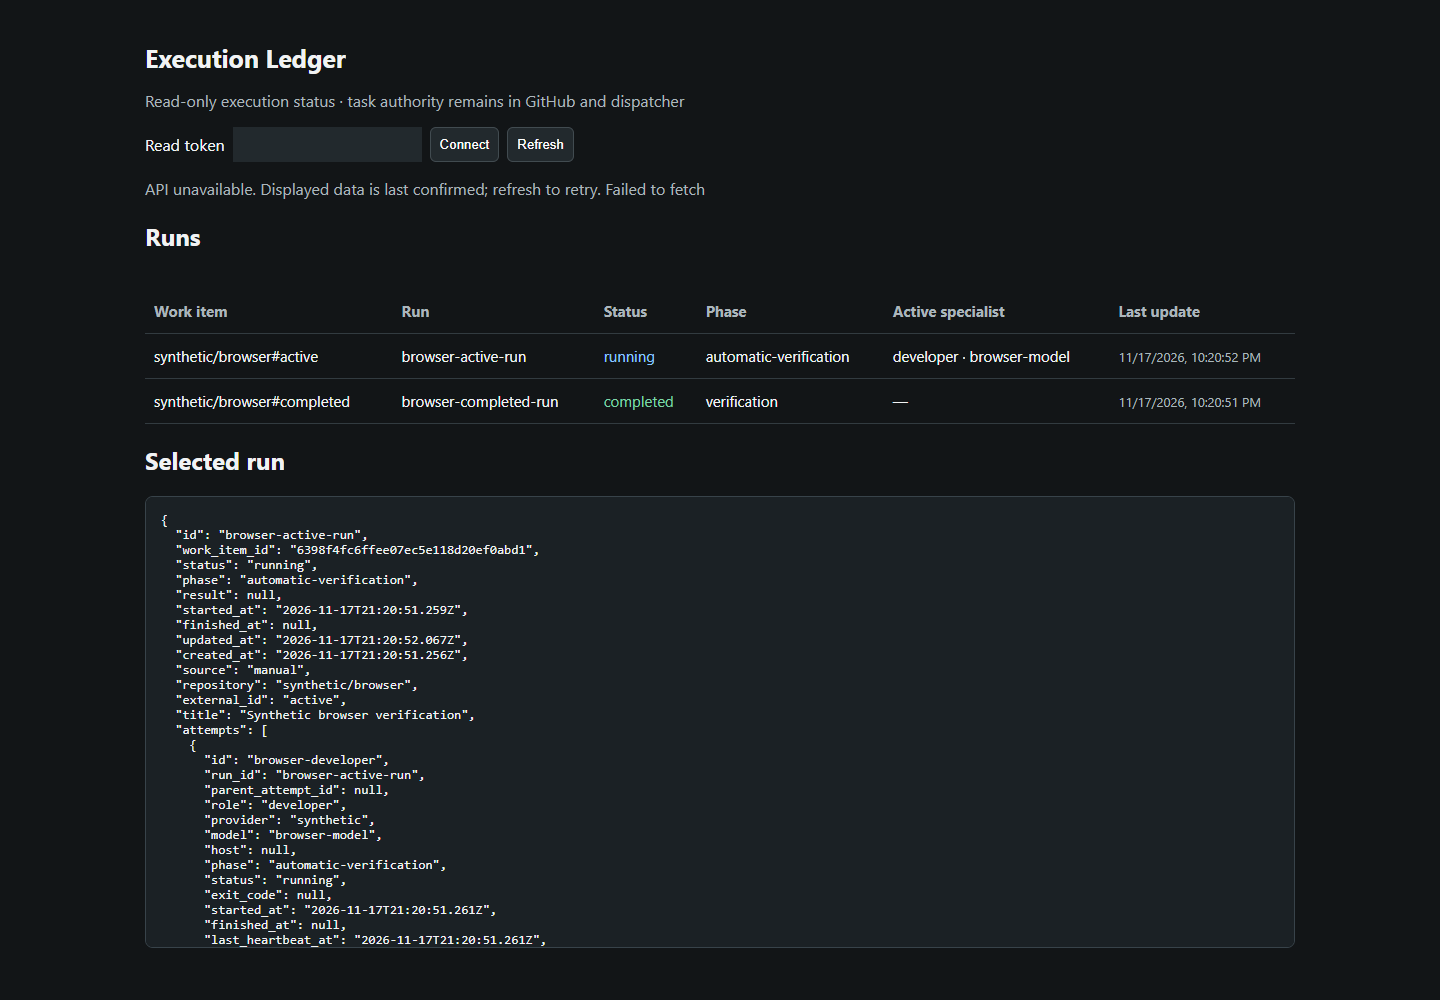 Execution Ledger
Read-only execution status · task authority remains in GitHub and dispatcher
Read token Connect Refresh
API unavailable. Displayed data is last confirmed; refresh to retry. Failed to fetch
Runs
Work item Run Status Phase Active specialist Last update
synthetic/browser#active browser-active-run running automatic-verification developer · browser-model 11/17/2026, 10:20:52 PM
synthetic/browser#completed browser-completed-run completed verification — 11/17/2026, 10:20:51 PM
Selected run
{
  "id": "browser-active-run",
  "work_item_id": "6398f4fc6ffee07ec5e118d20ef0abd1",
  "status": "running",
  "phase": "automatic-verification",
  "result": null,
  "started_at": "2026-11-17T21:20:51.259Z",
  "finished_at": null,
  "updated_at": "2026-11-17T21:20:52.067Z",
  "created_at": "2026-11-17T21:20:51.256Z",
  "source": "manual",
  "repository": "synthetic/browser",
  "external_id": "active",
  "title": "Synthetic browser verification",
  "attempts": [
    {
      "id": "browser-developer",
      "run_id": "browser-active-run",
      "parent_attempt_id": null,
      "role": "developer",
      "provider": "synthetic",
      "model": "browser-model",
      "host": null,
      "phase": "automatic-verification",
      "status": "running",
      "exit_code": null,
      "started_at": "2026-11-17T21:20:51.261Z",
      "finished_at": null,
      "last_heartbeat_at": "2026-11-17T21:20:51.261Z",